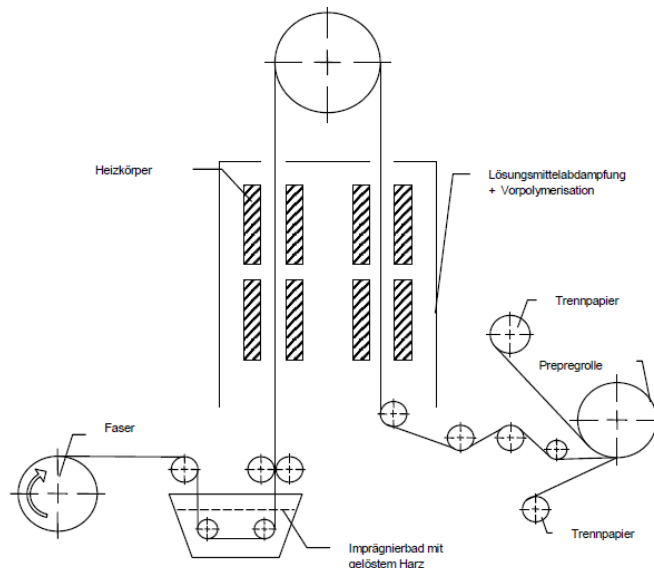 Heizkörper
Lösungsmittelabdampfung
+ Vorpolymerisation
Trennpapier
Prepregrolle
Faser
Trennpapier
Imprägnierbad mit
gelöstem Harz